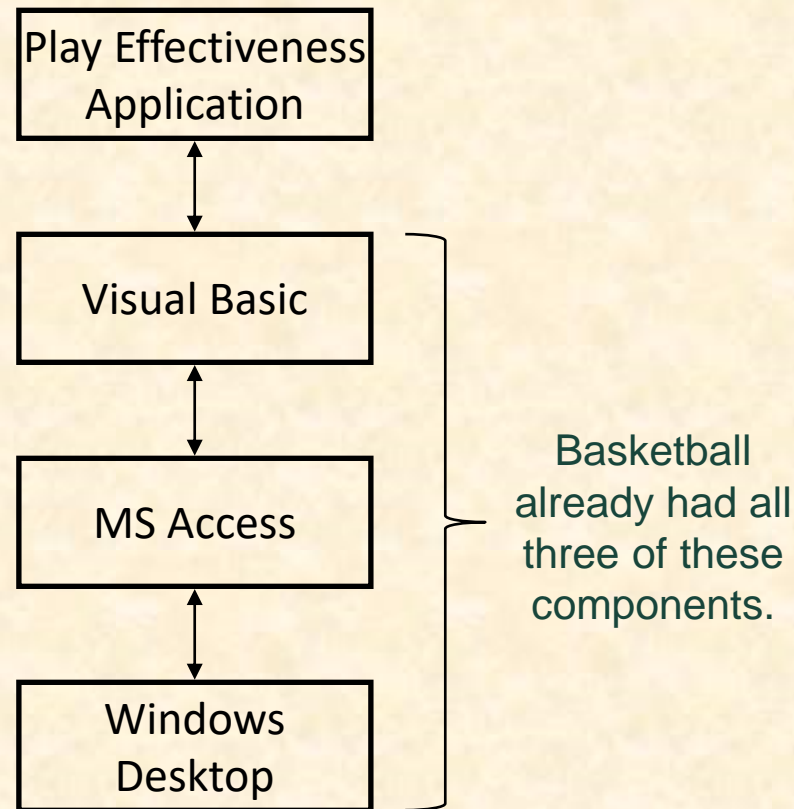 Play Effectiveness
Application
Visual Basic
MS Access
Basketball
already had all
three of these
components.
Windows
Desktop